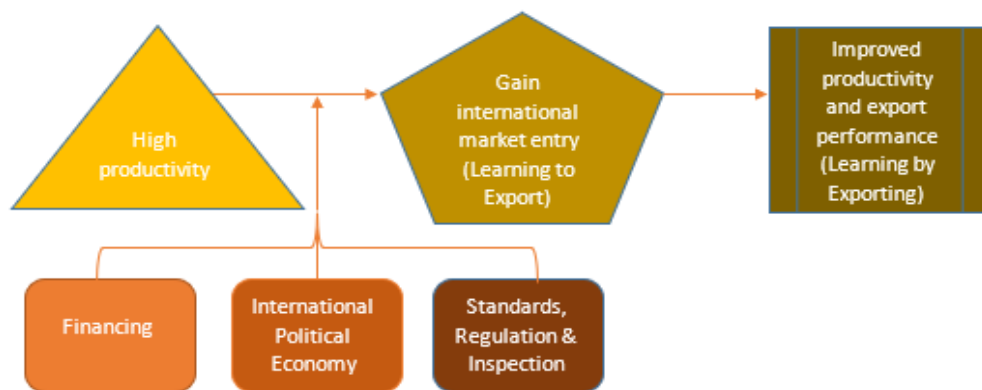 High
productivity
Gain
international
market entry
(Learning to
Export)
Improved
productivity
and export
performance
(Learning by
Exporting)
Financing
International
Political
Economy
Standards,
Regulation &
Inspection